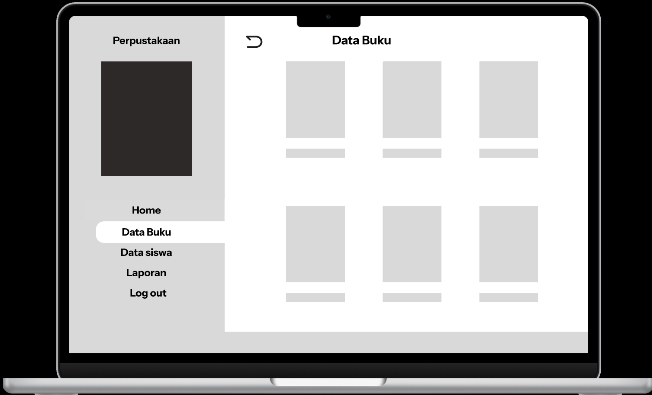 Perpustakaan
Data Buku
Home
Data Buku
Data siswa
Laporan
Log out